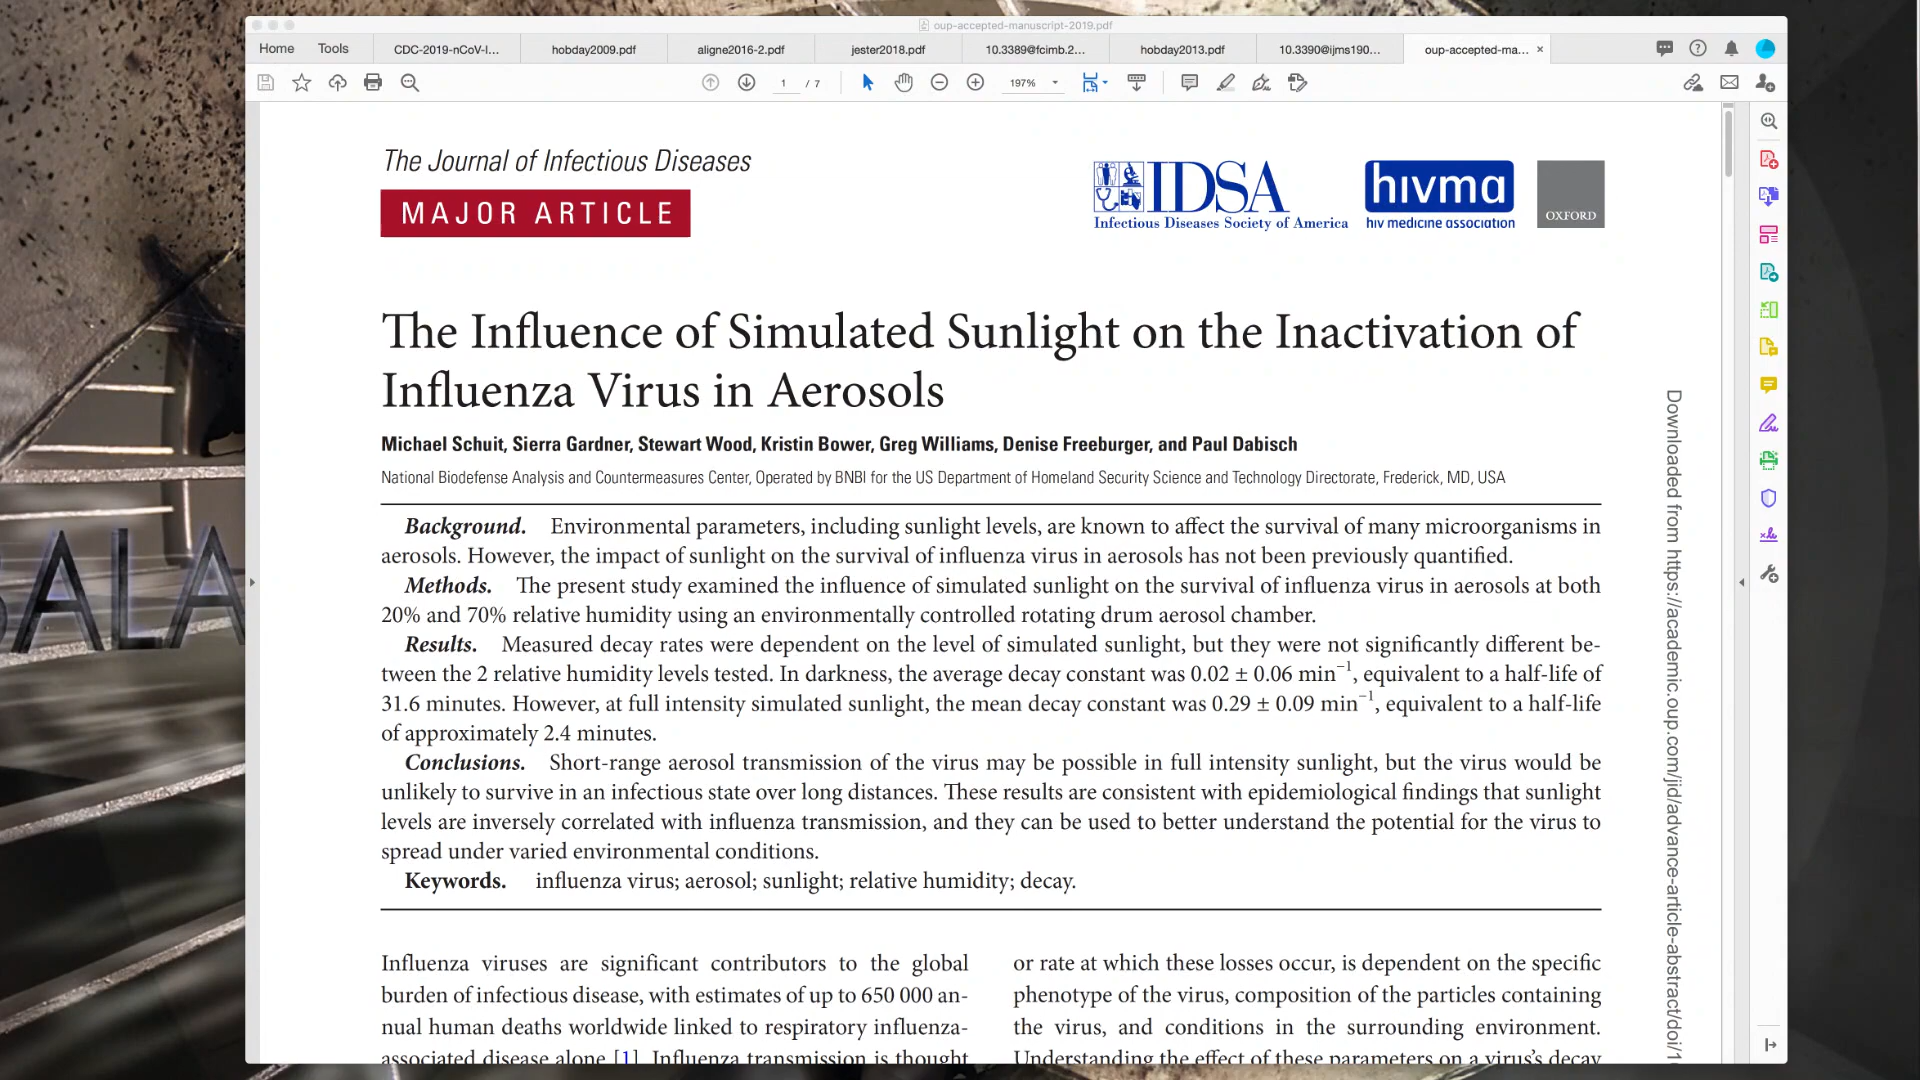 oup-accepted-manuscript-2019.pdf
Home
Tools
CDC-2019-nCoV-I...
hobday2009.pdf
aligne2016-2.pdf
jester2018.pdf
10.3389@fcimb.2...
hobday2013.pdf
10.3390@ijms190...
oup-accepted-ma... ×
1 / 7
197%
The Journal of Infectious Diseases
MAJOR ARTICLE
IDSA
Infectious Diseases Society of America
hivma
hiv medicine association
OXFORD
The Influence of Simulated Sunlight on the Inactivation of
Influenza Virus in Aerosols
Michael Schuit, Sierra Gardner, Stewart Wood, Kristin Bower, Greg Williams, Denise Freeburger, and Paul Dabisch
National Biodefense Analysis and Countermeasures Center, Operated by BNBI for the US Department of Homeland Security Science and Technology Directorate, Frederick, MD, USA
Background. Environmental parameters, including sunlight levels, are known to affect the survival of many microorganisms in
aerosols. However, the impact of sunlight on the survival of influenza virus in aerosols has not been previously quantified.
Methods. The present study examined the influence of simulated sunlight on the survival of influenza virus in aerosols at both
20% and 70% relative humidity using an environmentally controlled rotating drum aerosol chamber.
Results. Measured decay rates were dependent on the level of simulated sunlight, but they were not significantly different be-
tween the 2 relative humidity levels tested. In darkness, the average decay constant was 0.02 ± 0.06 min⁻¹, equivalent to a half-life of
31.6 minutes. However, at full intensity simulated sunlight, the mean decay constant was 0.29 ± 0.09 min⁻¹, equivalent to a half-life
of approximately 2.4 minutes.
Conclusions. Short-range aerosol transmission of the virus may be possible in full intensity sunlight, but the virus would be
unlikely to survive in an infectious state over long distances. These results are consistent with epidemiological findings that sunlight
levels are inversely correlated with influenza transmission, and they can be used to better understand the potential for the virus to
spread under varied environmental conditions.
Keywords. influenza virus; aerosol; sunlight; relative humidity; decay.
Influenza viruses are significant contributors to the global
burden of infectious disease, with estimates of up to 650 000 an-
nual human deaths worldwide linked to respiratory influenza-
associated disease alone [1]. Influenza transmission is thought
or rate at which these losses occur, is dependent on the specific
phenotype of the virus, composition of the particles containing
the virus, and conditions in the surrounding environment.
Understanding the effect of these parameters on a virus's decay
Downloaded from https://academic.oup.com/jid/advance-article-abstract/doi/1
ALA